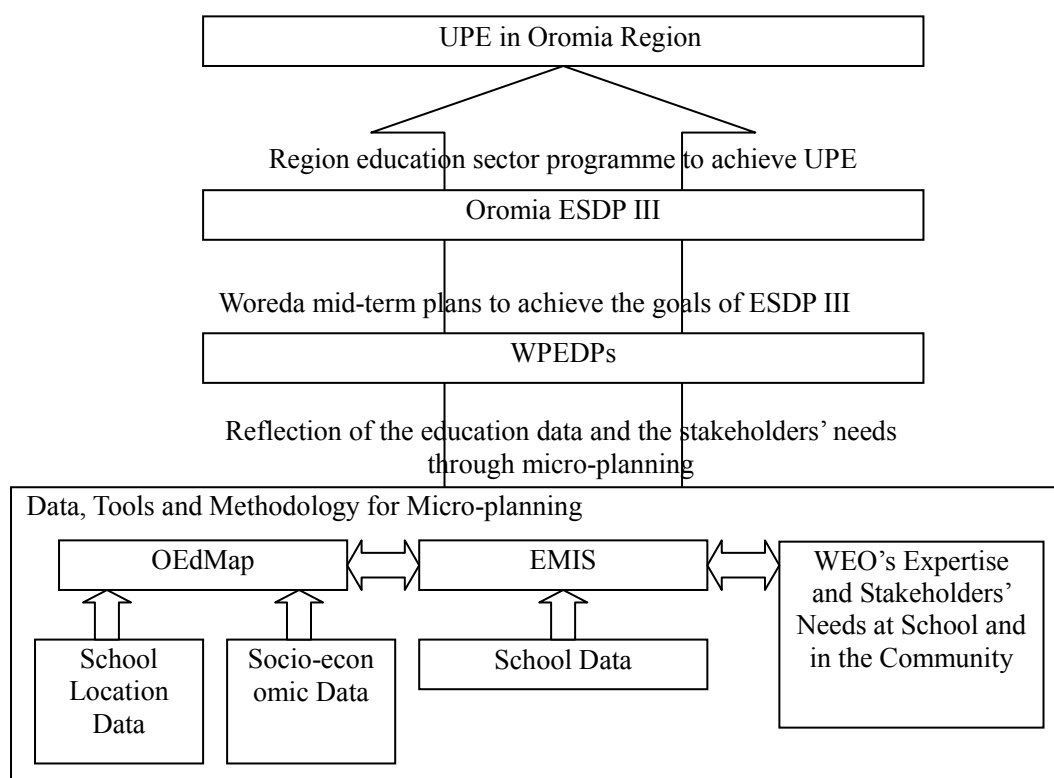 UPE in Oromia Region
Region education sector programme to achieve UPE
Oromia ESDP III
Woreda mid-term plans to achieve the goals of ESDP III
WPEDPs
Reflection of the education data and the stakeholders’ needs
through micro-planning
Data, Tools and Methodology for Micro-planning
OEdMap
EMIS
WEO’s Expertise
and Stakeholders’
Needs at School and
in the Community
School
Location
Data
Socio-econ
omic Data
School Data